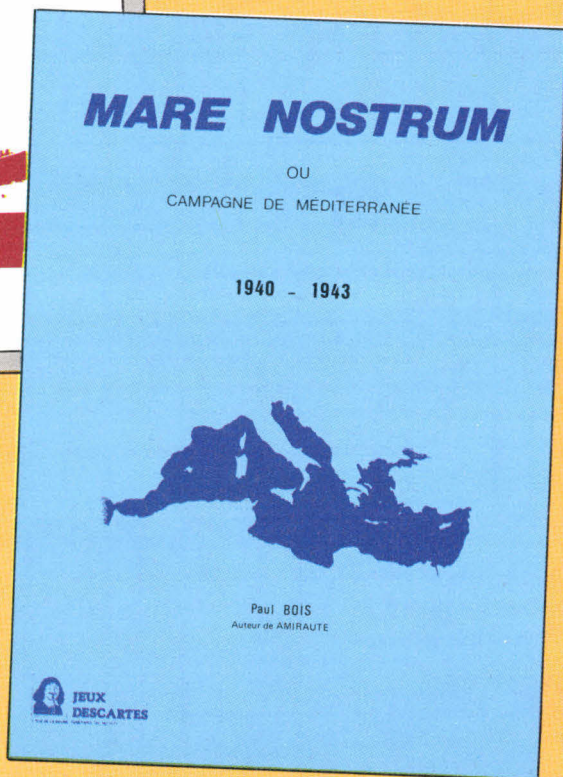 MARE NOSTRUM
OU
CAMPAGNE DE MÉDITERRANÉE
1940 - 1943
Paul BOIS
Auteur de AMIRAUTE
JEUX
DESCARTES